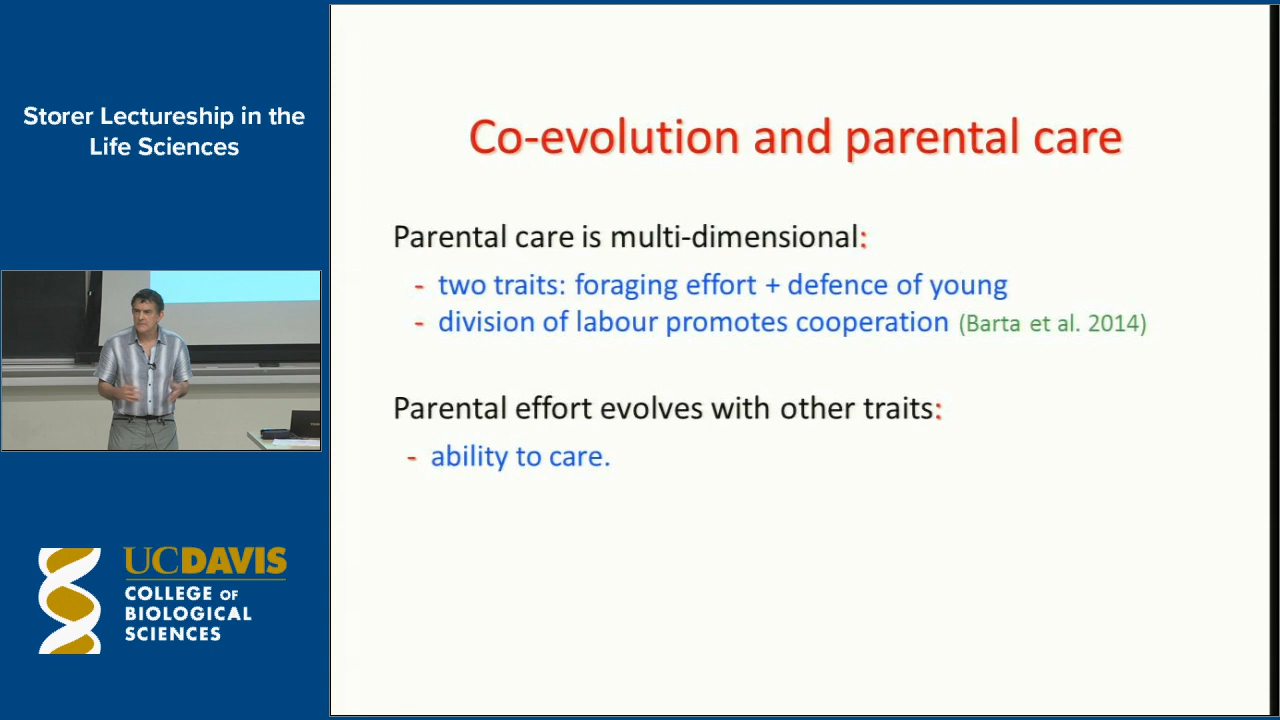 Storer Lectureship in the
Life Sciences
UCDAVIS
COLLEGE OF
BIOLOGICAL
SCIENCES
Co-evolution and parental care
Parental care is multi-dimensional:
- two traits: foraging effort + defence of young
- division of labour promotes cooperation (Barta et al. 2014)
Parental effort evolves with other traits:
- ability to care.